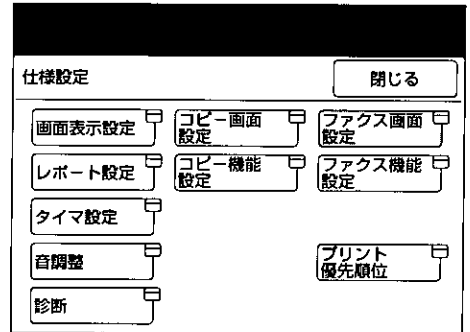 仕様設定
閉じる
画面表示設定
コピー画面
設定
ファクス画面
設定
レポート設定
コピー機能
設定
ファクス機能
設定
タイマ設定
音調整
プリント
優先順位
診断